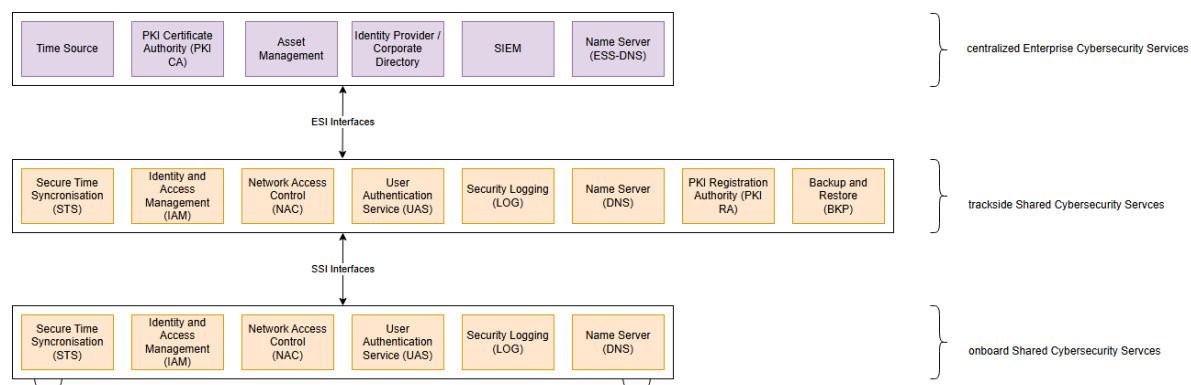 Time Source
PKI Certificate
Authority (PKI
CA)
Asset
Management
Identity Provider /
Corporate
Directory
SIEM
Name Server
(ESS-DNS)
centralized Enterprise Cybersecurity Services
ESI Interfaces
Secure Time
Syncronisation
(STS)
Identity and
Access
Management
(IAM)
Network Access
Control
(NAC)
User
Authentication
Service (UAS)
Security Logging
(LOG)
Name Server
(DNS)
PKI Registration
Authority (PKI
RA)
Backup and
Restore
(BKP)
trackside Shared Cybersecurity Servces
SSI Interfaces
Secure Time
Syncronisation
(STS)
Identity and
Access
Management
(IAM)
Network Access
Control
(NAC)
User
Authentication
Service (UAS)
Security Logging
(LOG)
Name Server
(DNS)
onboard Shared Cybersecurity Servces